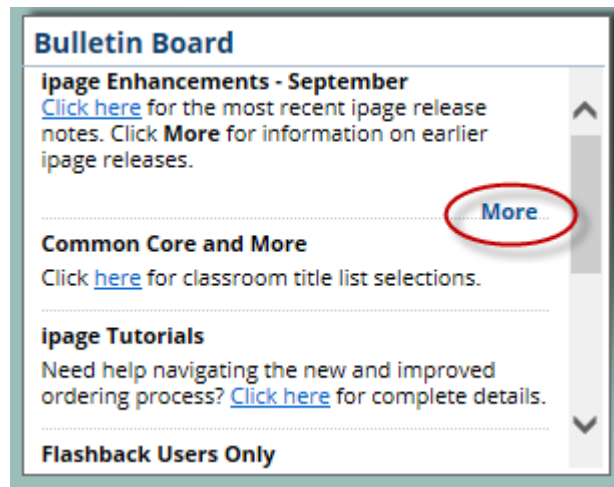 Bulletin Board
ipage Enhancements - September
Click here for the most recent ipage release
notes. Click More for information on earlier
ipage releases.
More
Common Core and More
Click here for classroom title list selections.
ipage Tutorials
Need help navigating the new and improved
ordering process? Click here for complete details.
Flashback Users Only